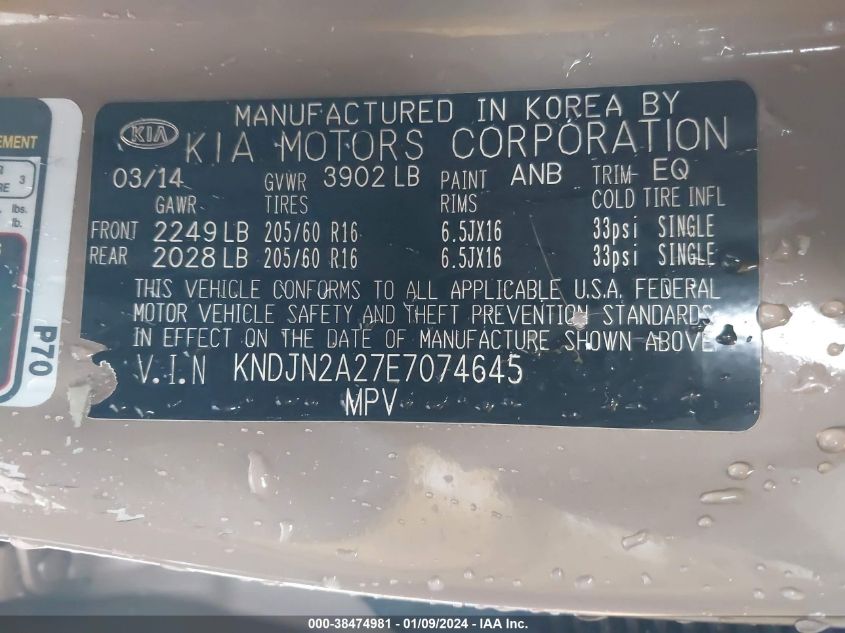 MANUFACTURED IN KOREA BY
KIA KIA MOTORS CORPORATION
03/14 GVWR 3902 LB PAINT ANB TRIM EQ
GAWR TIRES RIMS COLD TIRE INFL
FRONT 2249 LB 205/60 R16 6.5JX16 33psi SINGLE
REAR 2028 LB 205/60 R16 6.5JX16 33psi SINGLE
THIS VEHICLE CONFORMS TO ALL APPLICABLE U.S.A. FEDERAL
MOTOR VEHICLE SAFETY AND THEFT PREVENTION STANDARDS
IN EFFECT ON THE DATE OF MANUFACTURE SHOWN ABOVE.
V.I.N KNDJN2A27E7074645
MPV
EMENT
R
RE 3
lbs.
lb.
P70
000-38474981 - 01/09/2024 - IAA Inc.